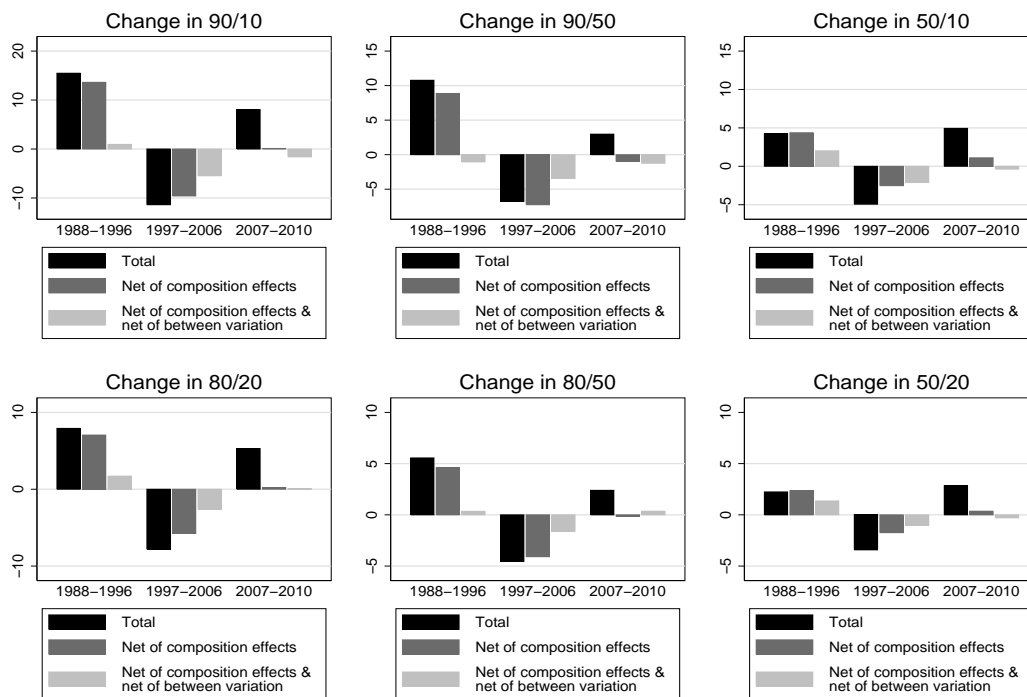 Change in 90/10
20
10
0
−10
1988−1996 1997−2006 2007−2010
Total
Net of composition effects
Net of composition effects &
net of between variation
Change in 90/50
15
10
5
0
−5
1988−1996 1997−2006 2007−2010
Total
Net of composition effects
Net of composition effects &
net of between variation
Change in 50/10
15
10
5
0
−5
1988−1996 1997−2006 2007−2010
Total
Net of composition effects
Net of composition effects &
net of between variation
Change in 80/20
10
0
−10
1988−1996 1997−2006 2007−2010
Total
Net of composition effects
Net of composition effects &
net of between variation
Change in 80/50
10
5
0
−5
1988−1996 1997−2006 2007−2010
Total
Net of composition effects
Net of composition effects &
net of between variation
Change in 50/20
10
5
0
−5
1988−1996 1997−2006 2007−2010
Total
Net of composition effects
Net of composition effects &
net of between variation